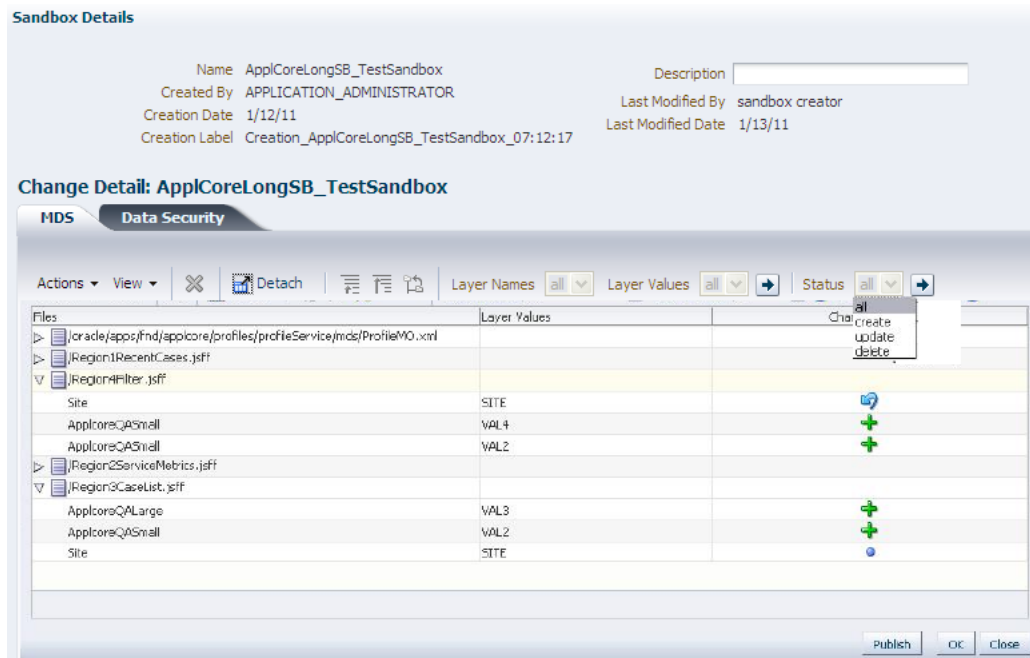 Sandbox Details
Name ApplCoreLongSB_TestSandbox
Created By APPLICATION_ADMINISTRATOR
Creation Date 1/12/11
Creation Label Creation_ApplCoreLongSB_TestSandbox_07:12:17
Description
Last Modified By sandbox creator
Last Modified Date 1/13/11
Change Detail: ApplCoreLongSB_TestSandbox
MDS Data Security
Actions View Detach Layer Names all Layer Values all Status all
all
create
update
delete
Files Layer Values
/oracle/apps/fnd/applcore/profiles/profileService/mds/ProfileMO.xml
/Region1RecentCases.jsff
/Region4Filter.jsff
Site SITE
ApplcoreQASmall VAL4
ApplcoreQASmall VAL2
/Region2ServiceMetrics.jsff
/Region3CaseList.jsff
ApplcoreQALarge VAL3
ApplcoreQASmall VAL2
Site SITE
Publish OK Close